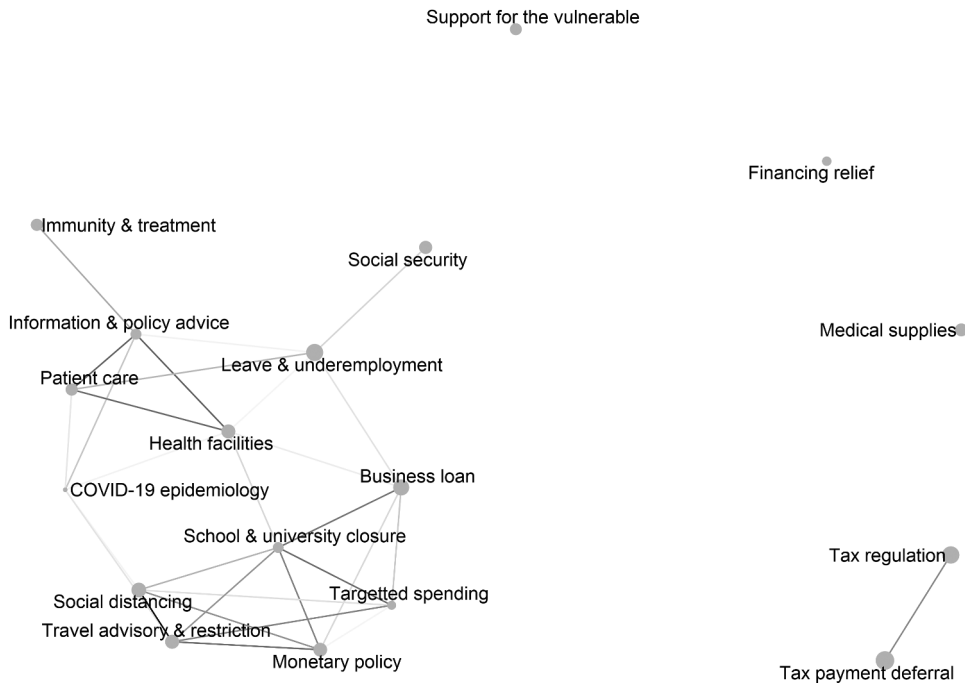 Support for the vulnerable
Financing relief
Immunity & treatment
Social security
Information & policy advice
Medical supplies
Leave & underemployment
Patient care
Health facilities
Business loan
COVID-19 epidemiology
School & university closure
Tax regulation
Targetted spending
Social distancing
Travel advisory & restriction
Monetary policy
Tax payment deferral